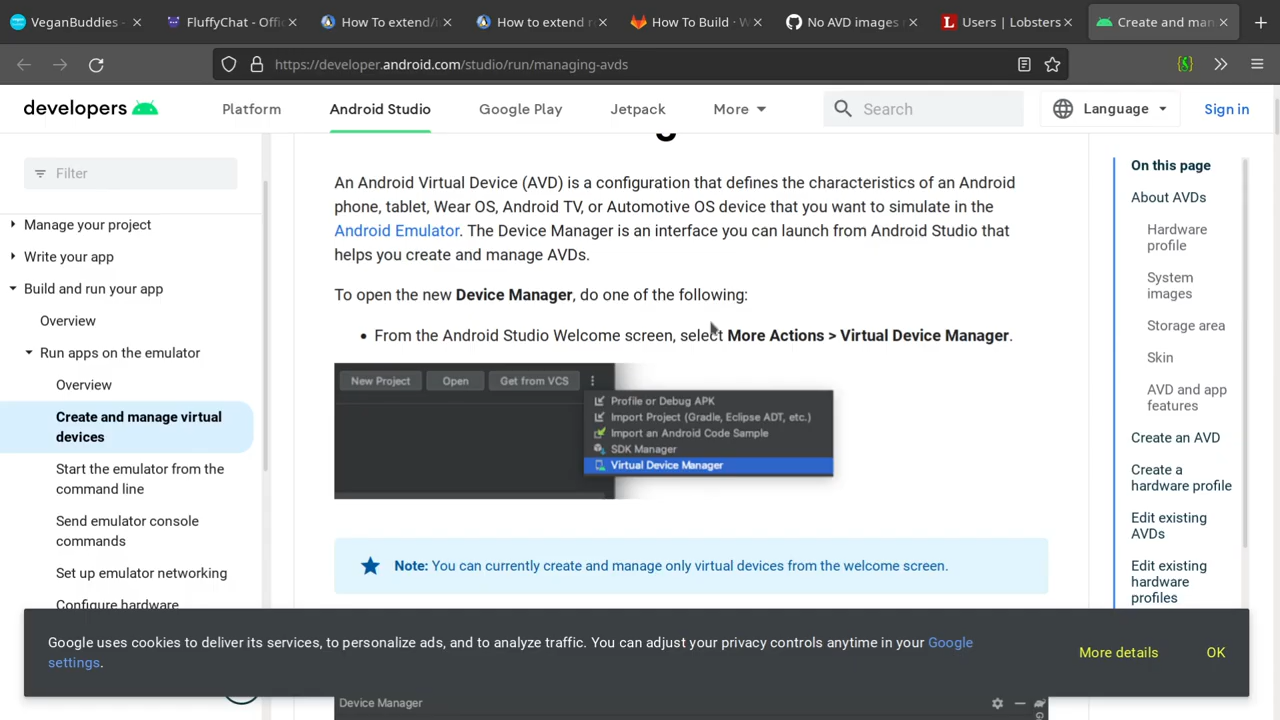 VeganBuddies -
FluffyChat - Offi
How To extend/
How to extend r
How To Build · W
No AVD images
Users | Lobsters
Create and man
https://developer.android.com/studio/run/managing-avds
developers
Platform
Android Studio
Google Play
Jetpack
More
Search
Language
Sign in
Filter
Manage your project
Write your app
Build and run your app
Overview
Run apps on the emulator
Overview
Create and manage virtual
devices
Start the emulator from the
command line
Send emulator console
commands
Set up emulator networking
Configure hardware
An Android Virtual Device (AVD) is a configuration that defines the characteristics of an Android
phone, tablet, Wear OS, Android TV, or Automotive OS device that you want to simulate in the
Android Emulator. The Device Manager is an interface you can launch from Android Studio that
helps you create and manage AVDs.
To open the new Device Manager, do one of the following:
• From the Android Studio Welcome screen, select More Actions > Virtual Device Manager.
New Project
Open
Get from VCS
Profile or Debug APK
Import Project (Gradle, Eclipse ADT, etc.)
Import an Android Code Sample
SDK Manager
Virtual Device Manager
Note: You can currently create and manage only virtual devices from the welcome screen.
On this page
About AVDs
Hardware
profile
System
images
Storage area
Skin
AVD and app
features
Create an AVD
Create a
hardware profile
Edit existing
AVDs
Edit existing
hardware
profiles
Google uses cookies to deliver its services, to personalize ads, and to analyze traffic. You can adjust your privacy controls anytime in your Google
settings.
More details
OK
Device Manager